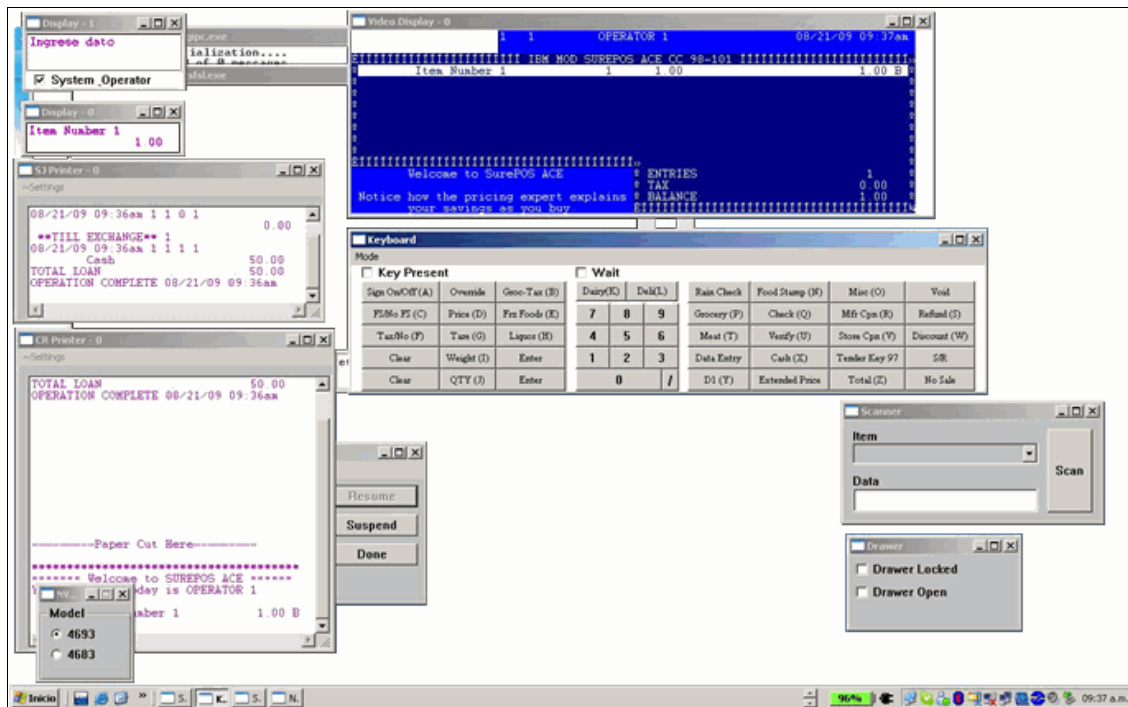 Display - 1
Ingrese dato
System_Operator
gipc.exe
ialization....
of 0 messages
sfsl.exe
Display - 0
Item Number 1
1.00
SJ Printer - 0
~Settings
08/21/09 09:36am 1 1 0 1
0.00
**TILL EXCHANGE** 1
08/21/09 09:36am 1 1 1 1
Cash 50.00
TOTAL LOAN 50.00
OPERATION COMPLETE 08/21/09 09:36am
CR Printer - 0
~Settings
TOTAL LOAN 50.00
OPERATION COMPLETE 08/21/09 09:36am
---------Paper Cut Here---------
**************************************
------- Welcome to SUREPOS ACE ------
Y day is OPERATOR 1
mber 1 1.00 B
NV...
Model
4693
4683
Resume
Suspend
Done
Video Display - 0
1 1 OPERATOR 1 08/21/09 09:37am
IBM MOD SUREPOS ACE CC 98-101
Item Number 1 1 1.00 1.00 B
Welcome to SurePOS ACE
Notice how the pricing expert explains
your savings as you buy
ENTRIES 1
TAX 0.00
BALANCE 1.00
Keyboard
Mode
Key Present
Wait
Sign On/Off (A) Override Groc-Tax (B) Dairy(K) Deli(L) Rain Check Food Stamp (N) Misc (O) Void
FS/No FS (C) Price (D) Frz Foods (E) 7 8 9 Grocery (P) Check (Q) Mfr Cpn (R) Refund (S)
Tax/No (F) Tare (G) Liquor (H) 4 5 6 Meat (T) Verify (U) Store Cpn (V) Discount (W)
Clear Weight (I) Enter 1 2 3 Data Entry Cash (X) Tender Key 97 S/R
Clear QTY (J) Enter 0 / D1 (Y) Extended Price Total (Z) No Sale
Scanner
Item
Data
Scan
Drawer
Drawer Locked
Drawer Open
Inicio
»
S.
K.
S.
N.
96%
09:37 a.m.